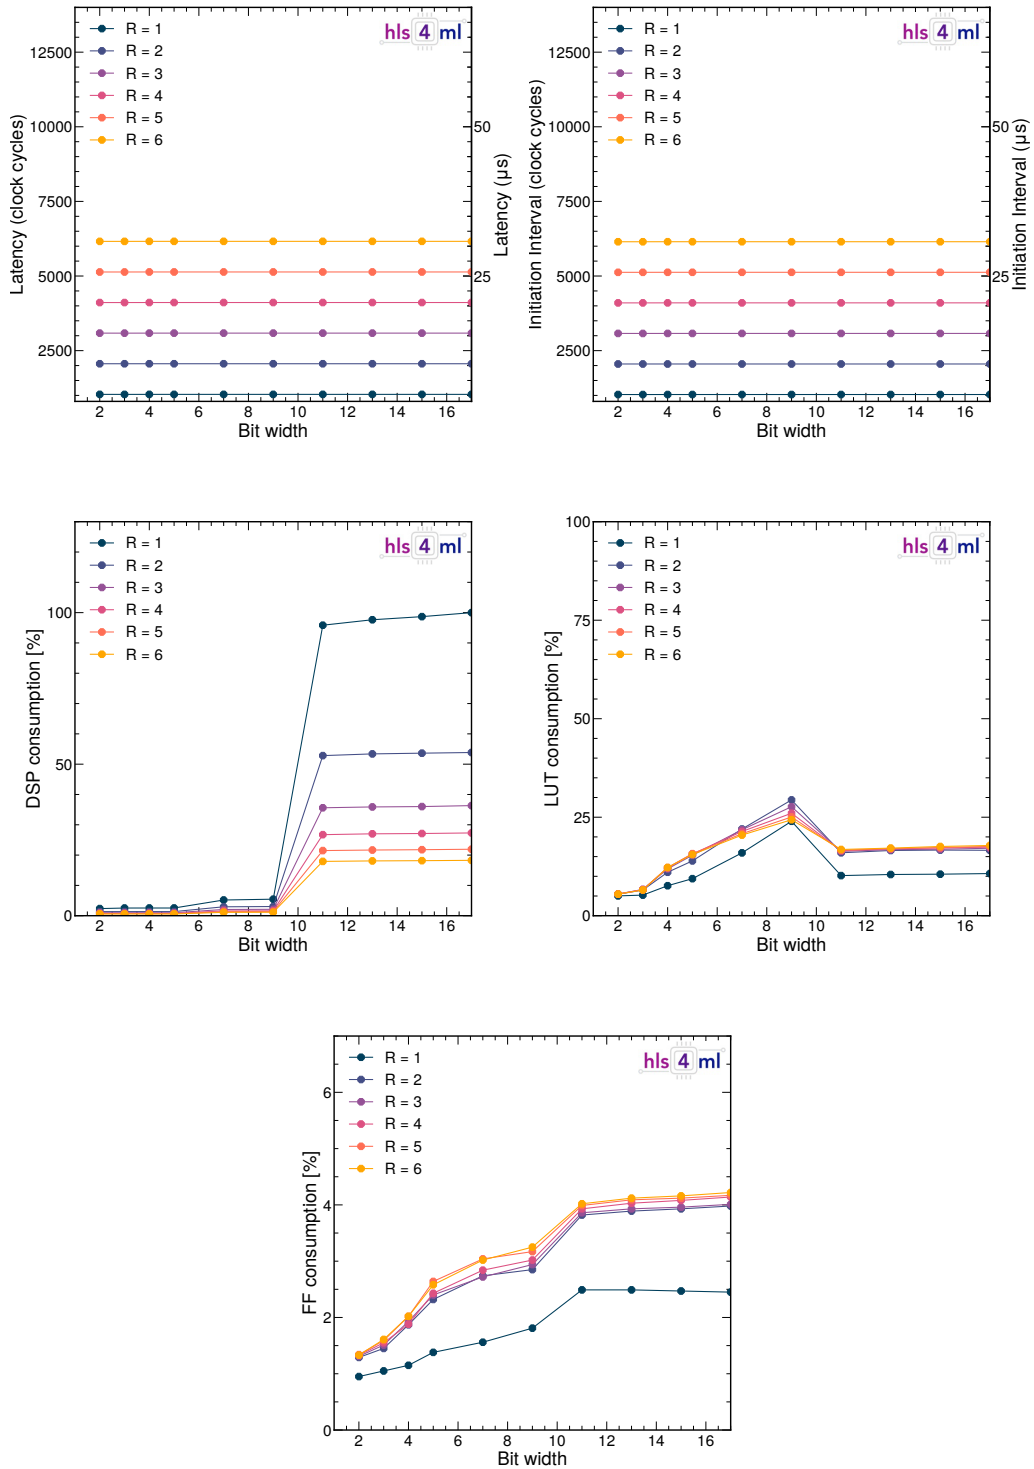 R = 1
R = 2
R = 3
R = 4
R = 5
R = 6
hls 4 ml
12500
10000
7500
5000
2500
50
25
2 4 6 8 10 12 14 16
Latency (clock cycles)
Latency (μs)
Bit width
R = 1
R = 2
R = 3
R = 4
R = 5
R = 6
hls 4 ml
12500
10000
7500
5000
2500
50
25
2 4 6 8 10 12 14 16
Initiation Interval (clock cycles)
Initiation Interval (μs)
Bit width
R = 1
R = 2
R = 3
R = 4
R = 5
R = 6
hls 4 ml
100
50
0
2 4 6 8 10 12 14 16
DSP consumption [%]
Bit width
R = 1
R = 2
R = 3
R = 4
R = 5
R = 6
hls 4 ml
100
75
50
25
0
2 4 6 8 10 12 14 16
LUT consumption [%]
Bit width
R = 1
R = 2
R = 3
R = 4
R = 5
R = 6
hls 4 ml
6
4
2
0
2 4 6 8 10 12 14 16
FF consumption [%]
Bit width